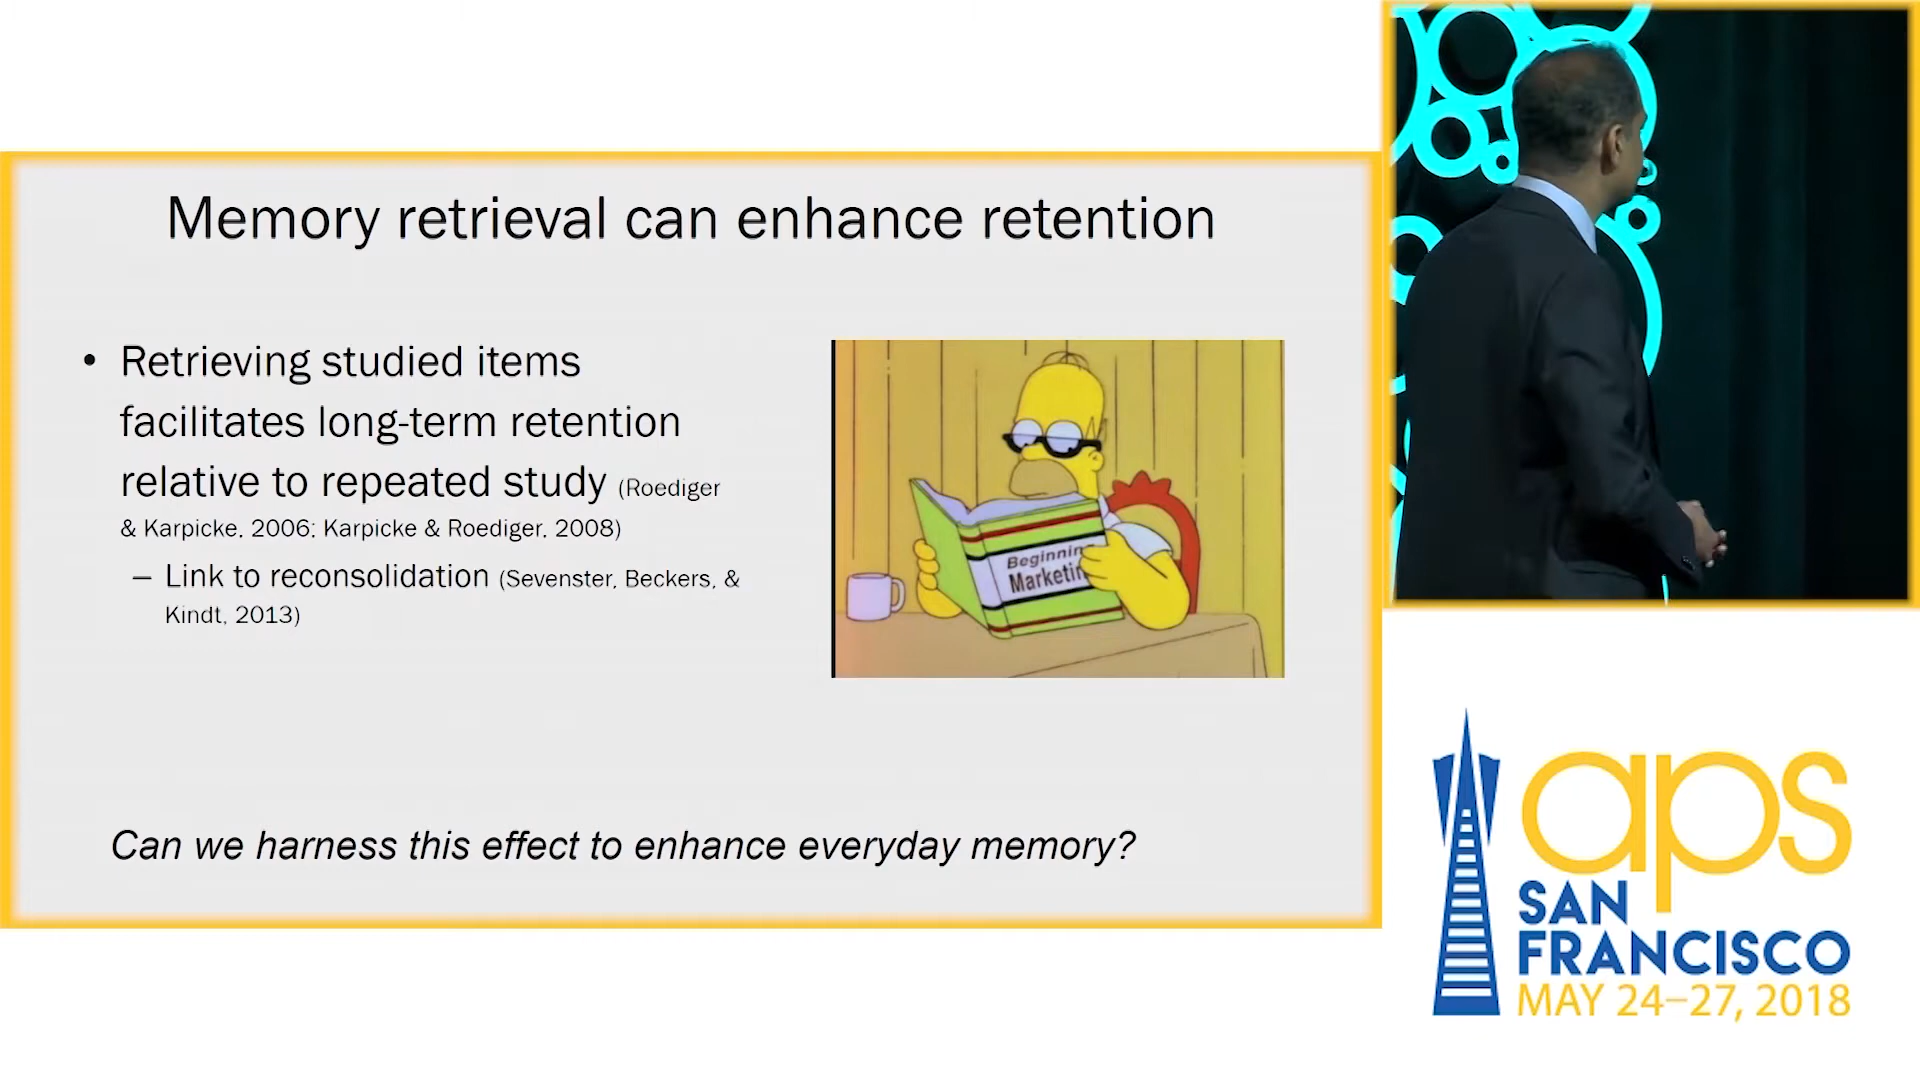 Memory retrieval can enhance retention
• Retrieving studied items
facilitates long-term retention
relative to repeated study (Roediger
& Karpicke, 2006; Karpicke & Roediger, 2008)
– Link to reconsolidation (Sevenster, Beckers, &
Kindt, 2013)
Beginnin
Marketin
Can we harness this effect to enhance everyday memory?
aps
SAN
FRANCISCO
MAY 24–27, 2018